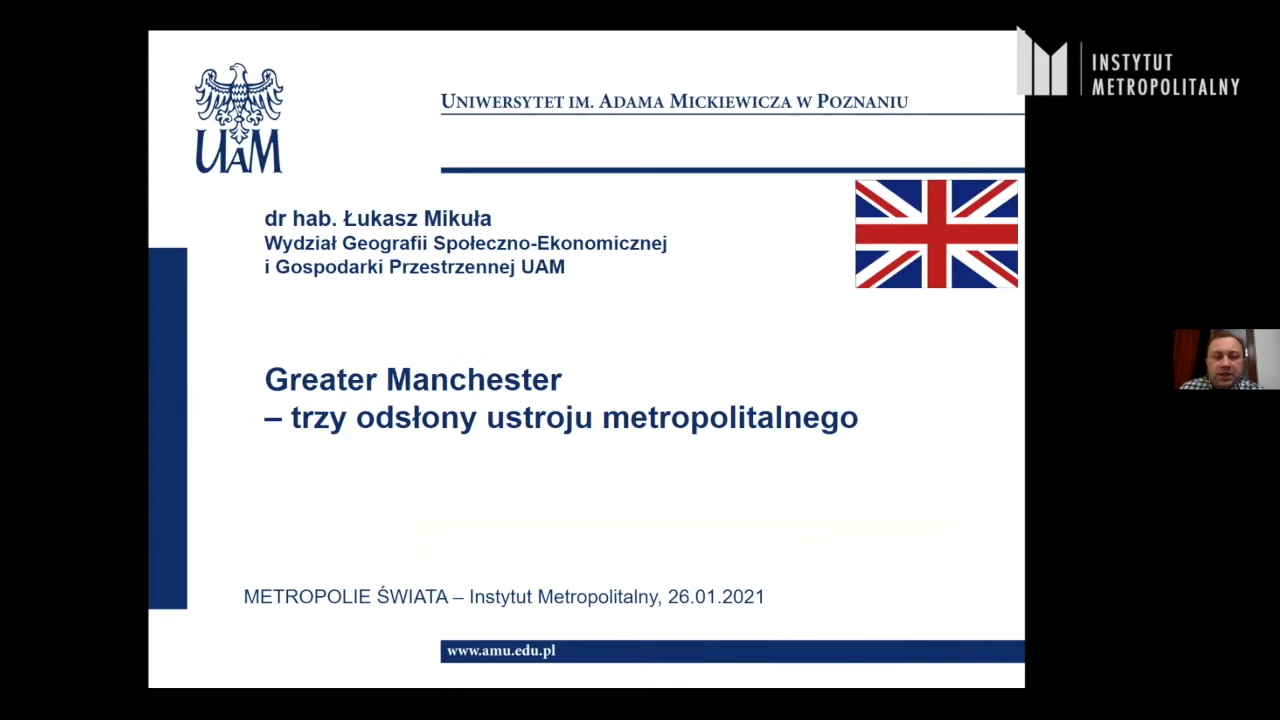 UNIWERSYTET IM. ADAMA MICKIEWICZA W POZNANIU
INSTYTUT
METROPOLITALNY
UAM
dr hab. Łukasz Mikuła
Wydział Geografii Społeczno-Ekonomicznej
i Gospodarki Przestrzennej UAM
Greater Manchester
– trzy odsłony ustroju metropolitalnego
METROPOLIE ŚWIATA – Instytut Metropolitalny, 26.01.2021
www.amu.edu.pl